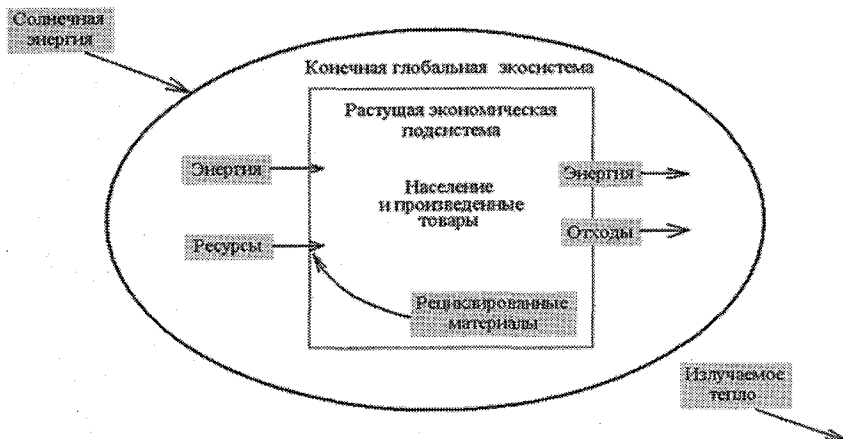 Солнечная
энергия
Конечная глобальная экосистема
Растущая экономическая
подсистема
Энергия
Энергия
Население
и произведенные
товары
Ресурсы
Отходы
Рециклированные
материалы
Излучаемое
тепло